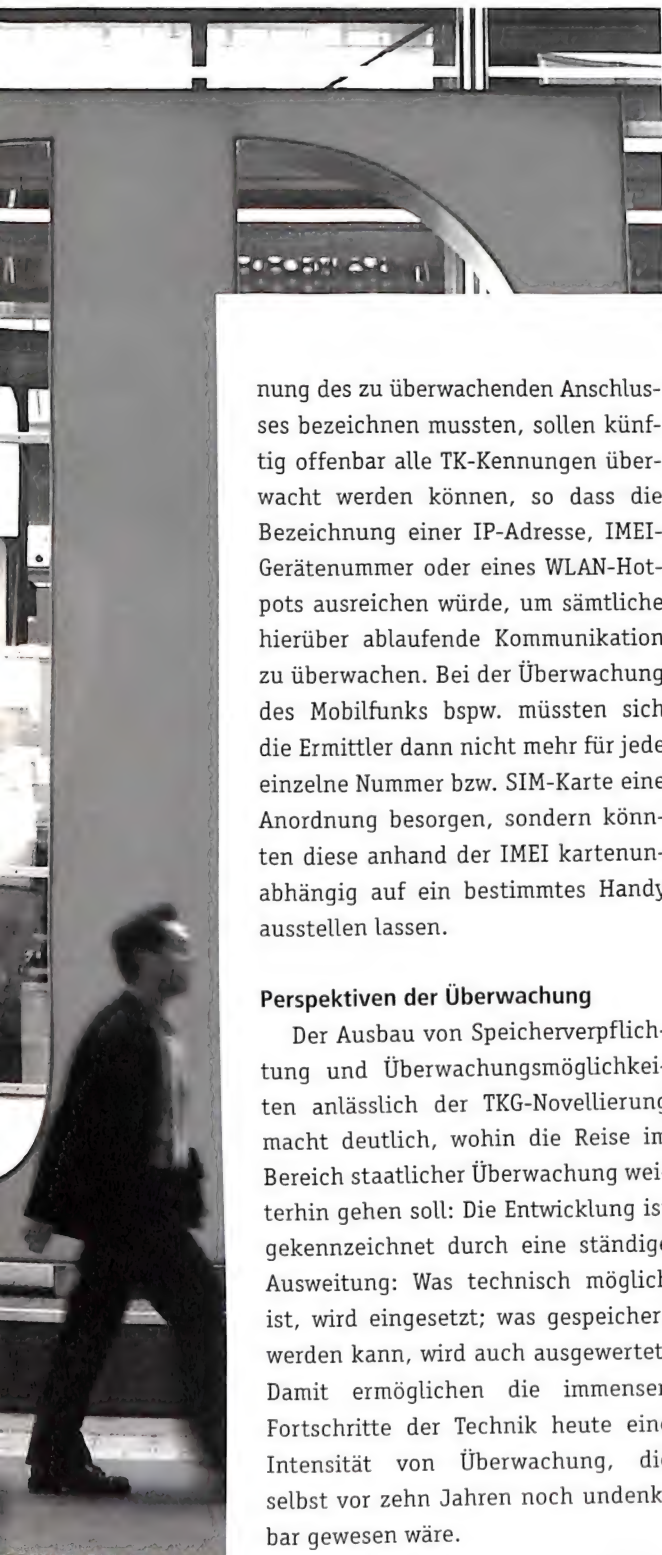 nung des zu überwachenden Anschlus-
ses bezeichnen mussten, sollen künf-
tig offenbar alle TK-Kennungen über-
wacht werden können, so dass die
Bezeichnung einer IP-Adresse, IMEI-
Gerätenummer oder eines WLAN-Hot-
pots ausreichen würde, um sämtliche
hierüber ablaufende Kommunikation
zu überwachen. Bei der Überwachung
des Mobilfunks bspw. müssten sich
die Ermittler dann nicht mehr für jede
einzelne Nummer bzw. SIM-Karte eine
Anordnung besorgen, sondern könn-
ten diese anhand der IMEI kartenun-
abhängig auf ein bestimmtes Handy
ausstellen lassen.
Perspektiven der Überwachung
Der Ausbau von Speicherverpflich-
tung und Überwachungsmöglichkei-
ten anlässlich der TKG-Novellierung
macht deutlich, wohin die Reise im
Bereich staatlicher Überwachung wei-
terhin gehen soll: Die Entwicklung ist
gekennzeichnet durch eine ständige
Ausweitung: Was technisch möglich
ist, wird eingesetzt; was gespeichert
werden kann, wird auch ausgewertet.
Damit ermöglichen die immensen
Fortschritte der Technik heute eine
Intensität von Überwachung, die
selbst vor zehn Jahren noch undenk-
bar gewesen wäre.